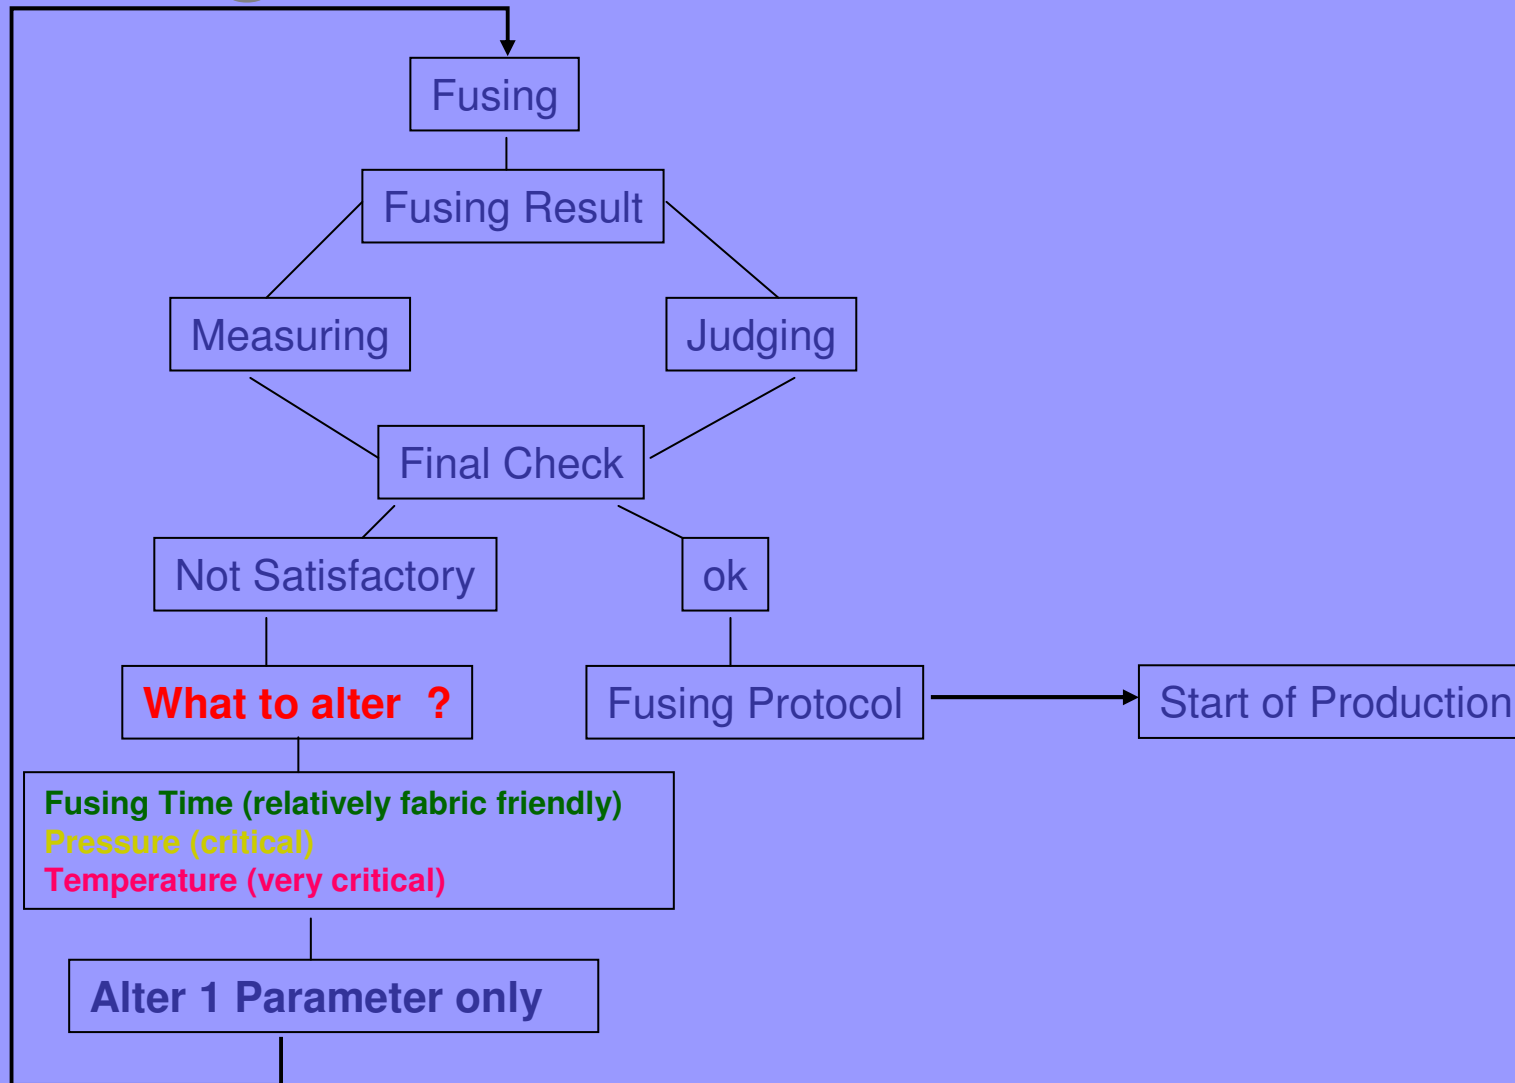 Fusing
Fusing Result
Measuring
Judging
Final Check
Not Satisfactory
ok
What to alter ?
Fusing Protocol
Start of Production
Fusing Time (relatively fabric friendly)
Pressure (critical)
Temperature (very critical)
Alter 1 Parameter only